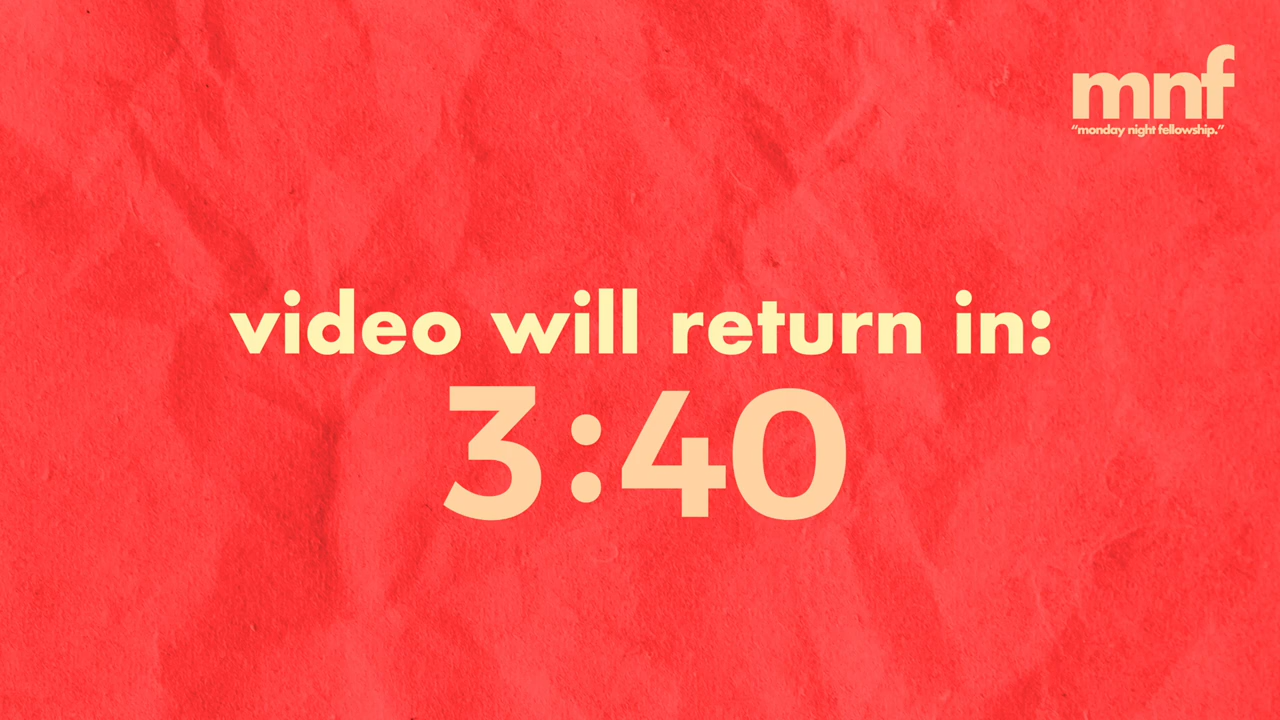 mnf
“monday night fellowship.”
video will return in:
3:40